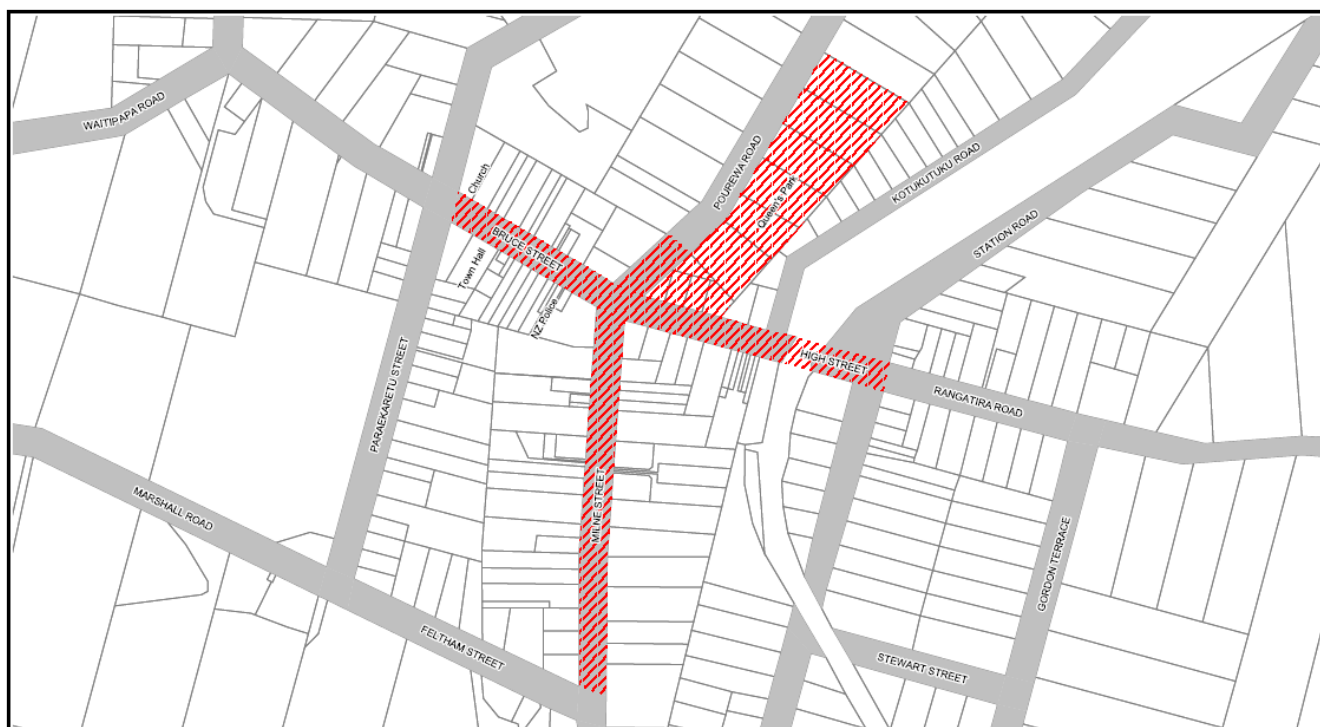 WAITIPAPA ROAD
Church
POUREWA ROAD
Queen's Park
KOTUKUTUKU ROAD
STATION ROAD
BRUCE STREET
Town Hall
NZ Police
HIGH STREET
RANGATIRA ROAD
PARAEKARETU STREET
MARSHALL ROAD
MILNE STREET
GORDON TERRACE
FELTHAM STREET
STEWART STREET